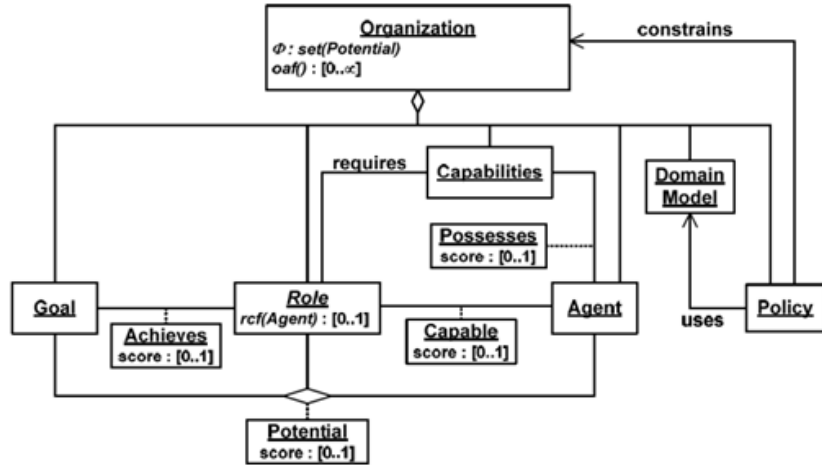 Organization
Φ : set(Potential)
oaf() : [0..∝]
constrains
requires
Capabilities
Domain
Model
Possesses
score : [0..1]
Goal
Role
rcf(Agent) : [0..1]
Agent
Policy
uses
Achieves
score : [0..1]
Capable
score : [0..1]
Potential
score : [0..1]